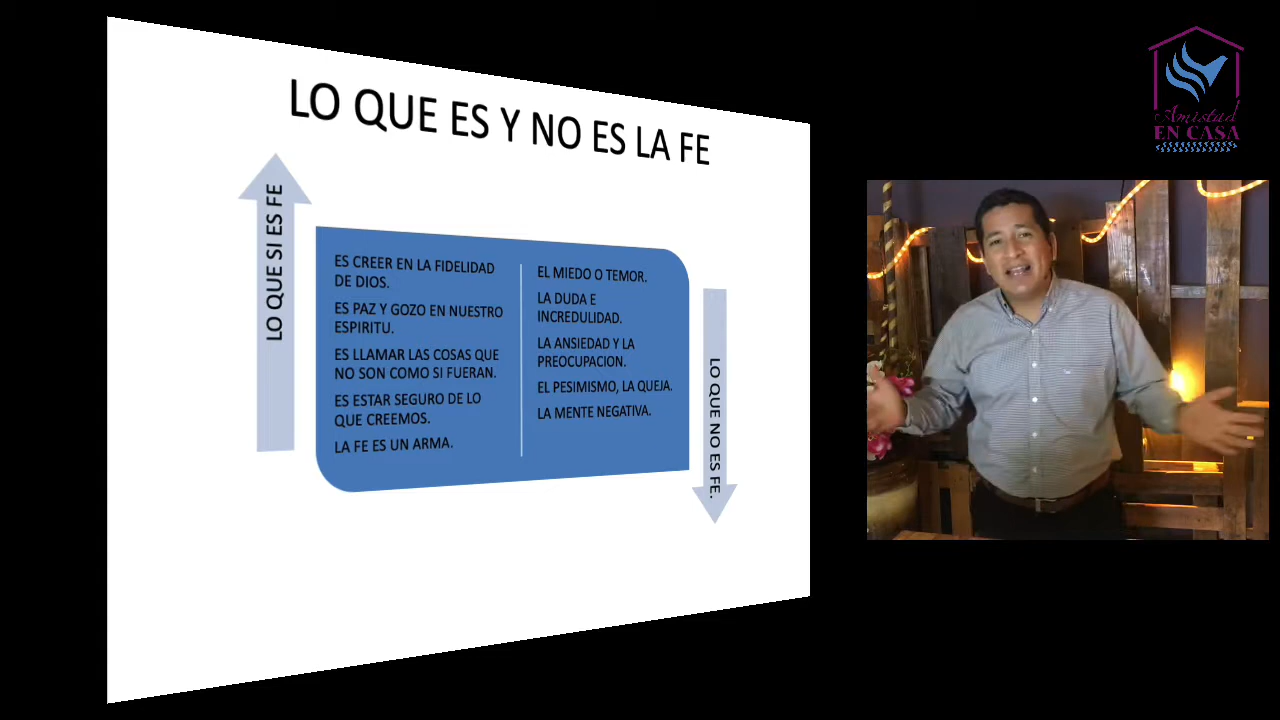 LO QUE ES Y NO ES LA FE
LO QUE SI ES FE
ES CREER EN LA FIDELIDAD
DE DIOS.
ES PAZ Y GOZO EN NUESTRO
ESPIRITU.
ES LLAMAR LAS COSAS QUE
NO SON COMO SI FUERAN.
ES ESTAR SEGURO DE LO
QUE CREEMOS.
LA FE ES UN ARMA.
EL MIEDO O TEMOR.
LA DUDA E
INCREDULIDAD.
LA ANSIEDAD Y LA
PREOCUPACION.
EL PESIMISMO, LA QUEJA.
LA MENTE NEGATIVA.
LO QUE NO ES FE.
Amistad
EN CASA